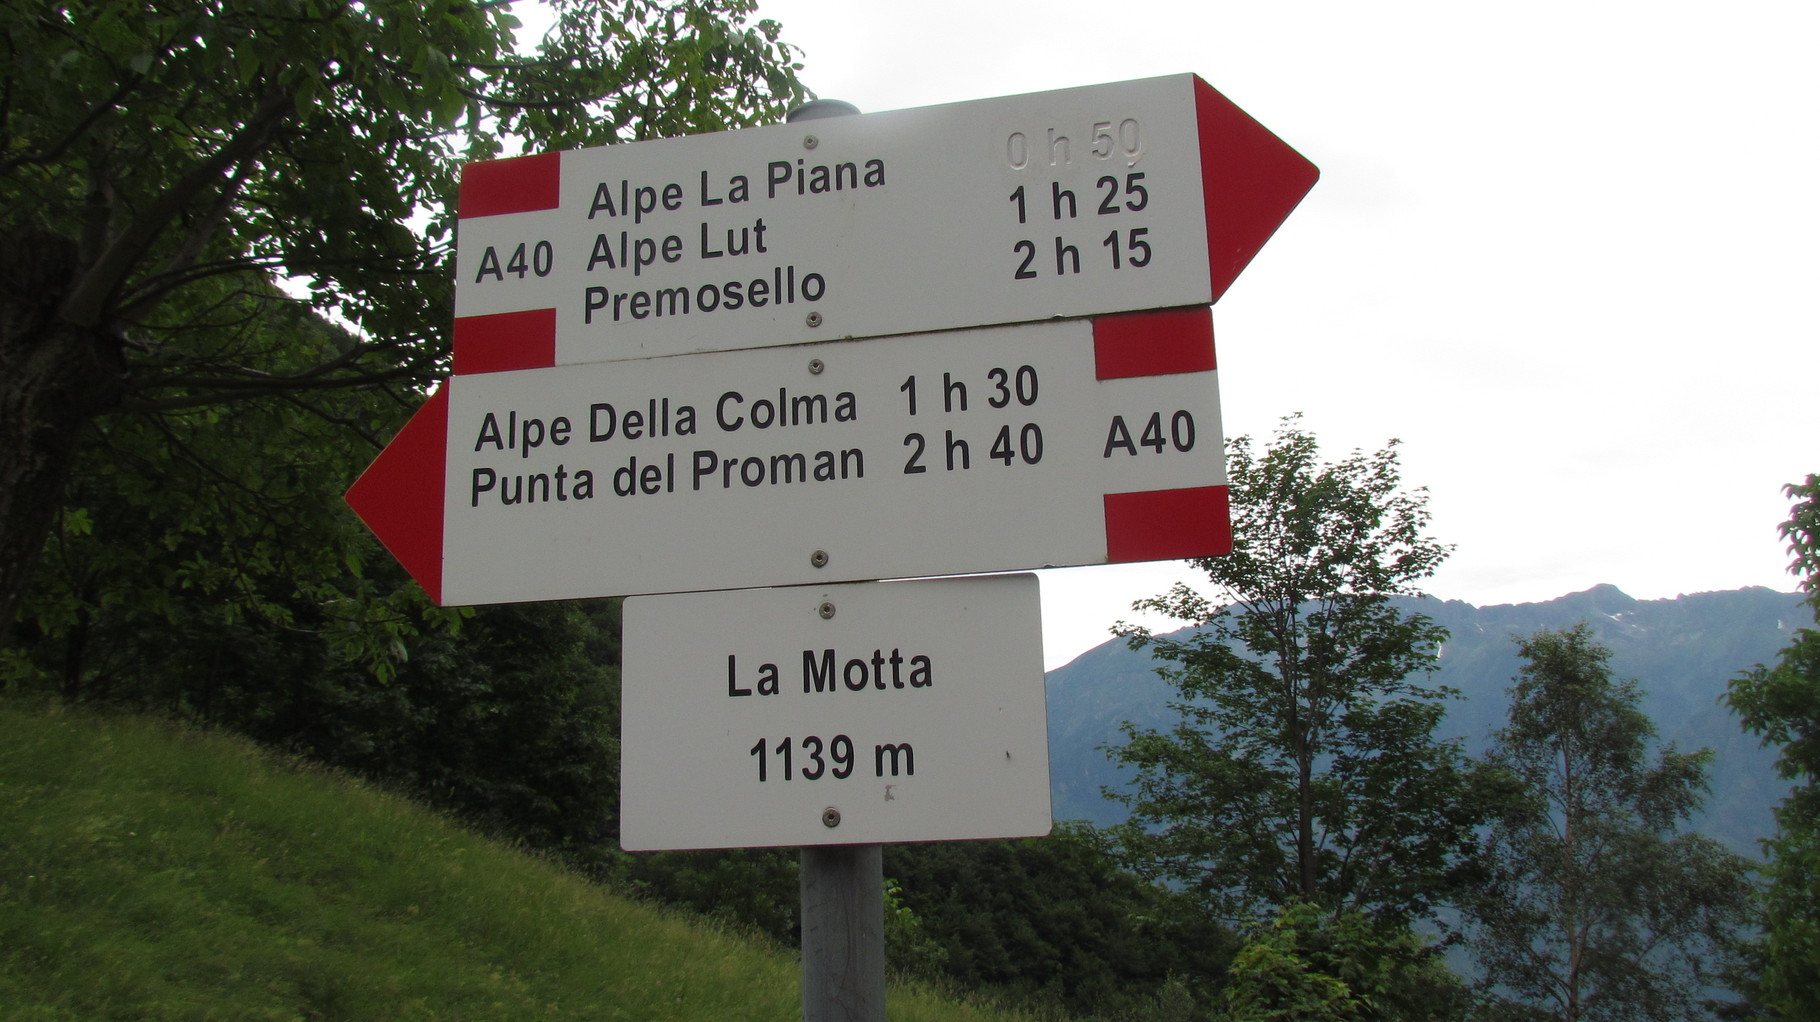 Alpe La Piana 0 h 50
A40 Alpe Lut 1 h 25
Premosello 2 h 15
Alpe Della Colma 1 h 30
Punta del Proman 2 h 40 A40
La Motta
1139 m